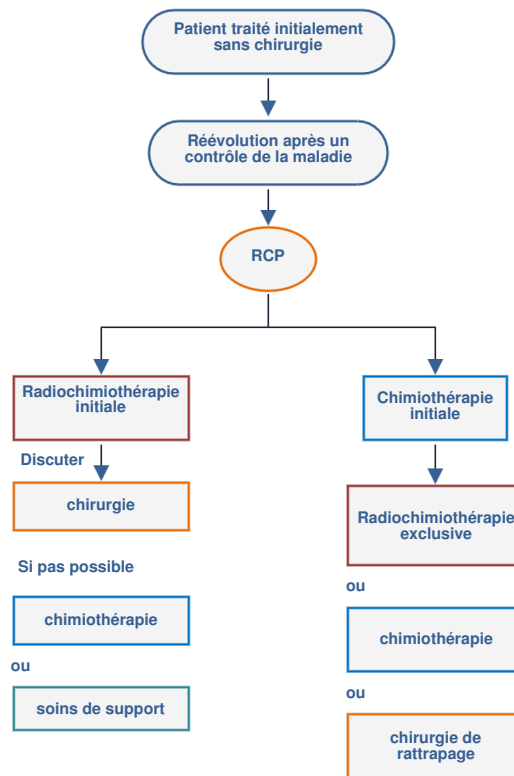 Patient traité initialement
sans chirurgie
Réévolution après un
contrôle de la maladie
RCP
Radiochimiothérapie
initiale
Discuter
chirurgie
Si pas possible
chimiothérapie
ou
soins de support
Chimiothérapie
initiale
Radiochimiothérapie
exclusive
ou
chimiothérapie
ou
chirurgie de
rattrapage